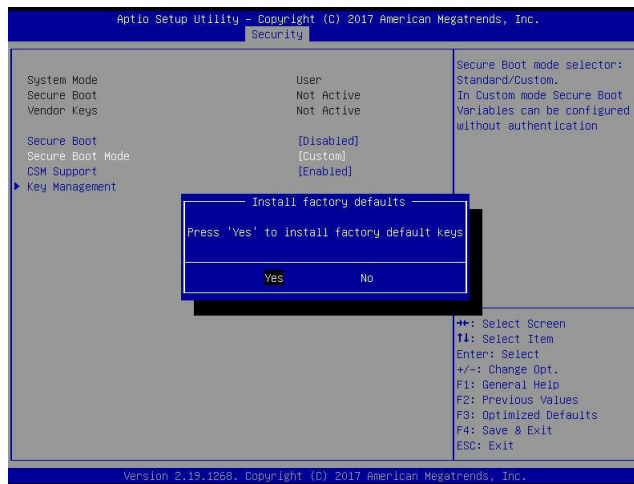 Aptio Setup Utility – Copyright (C) 2017 American Megatrends, Inc.
Security
System Mode User
Secure Boot Not Active
Vendor Keys Not Active
Secure Boot [Disabled]
Secure Boot Mode [Custom]
CSM Support [Enabled]
Key Management
Secure Boot mode selector:
Standard/Custom.
In Custom mode Secure Boot
Variables can be configured
without authentication
Install factory defaults
Press 'Yes' to install factory default keys
Yes No
→←: Select Screen
↑↓: Select Item
Enter: Select
+/-: Change Opt.
F1: General Help
F2: Previous Values
F3: Optimized Defaults
F4: Save & Exit
ESC: Exit
Version 2.19.1268. Copyright (C) 2017 American Megatrends, Inc.